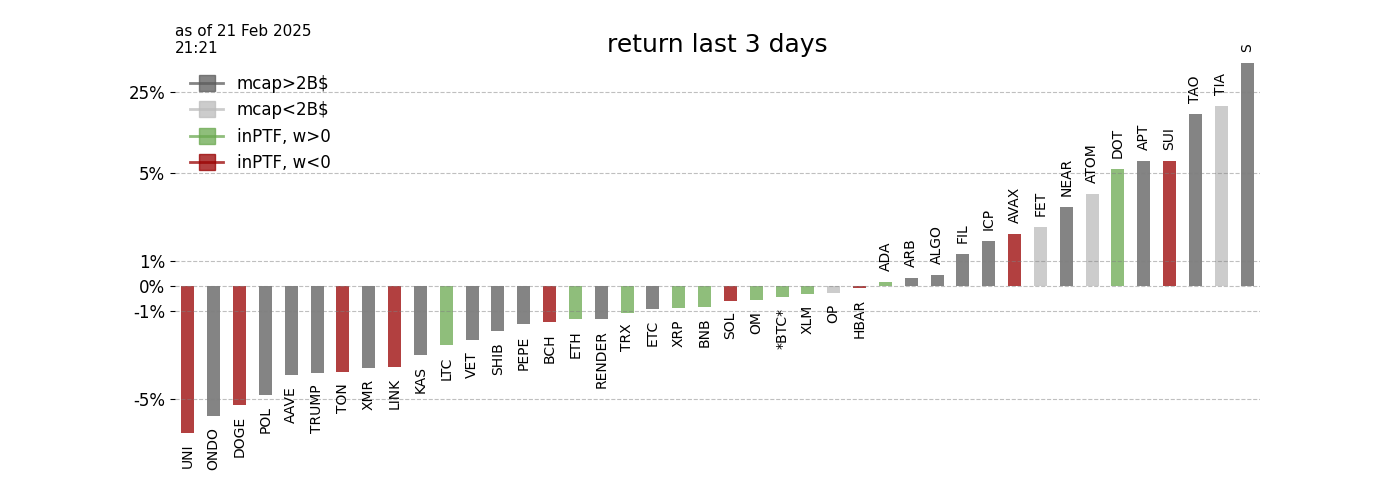 as of 21 Feb 2025
21:21
return last 3 days
mcap>2B$
mcap<2B$
inPTF, w>0
inPTF, w<0
25%
5%
1%
0%
-1%
-5%
UNI
ONDO
DOGE
POL
AAVE
TRUMP
TON
XMR
LINK
KAS
LTC
VET
SHIB
PEPE
BCH
ETH
RENDER
TRX
ETC
XRP
BNB
SOL
OM
*BTC*
XLM
OP
HBAR
ADA
ARB
ALGO
FIL
ICP
AVAX
FET
NEAR
ATOM
DOT
APT
SUI
TAO
TIA
S